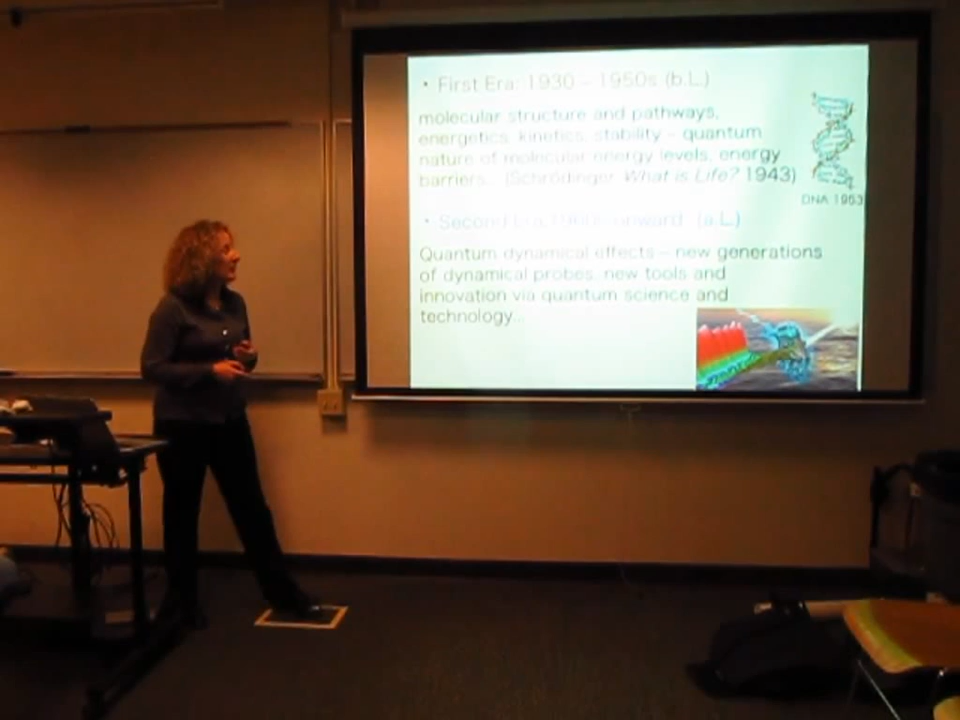 • First Era: 1930 – 1950s (b.L.)
molecular structure and pathways,
energetics, kinetics, stability – quantum
nature of molecular energy levels, energy
barriers... (Schrödinger, What is Life? 1943)
DNA 1953
• Second Era: 1960s onward (a.L.)
Quantum dynamical effects – new generations
of dynamical probes, new tools and
innovation via quantum science and
technology...